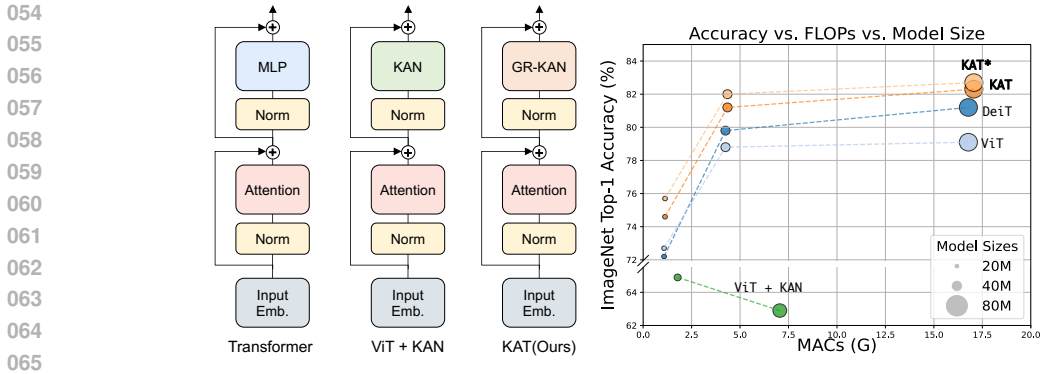 054
055
056
057
058
059
060
061
062
063
064
065
MLP
Norm
Attention
Norm
Input
Emb.
Transformer
KAN
Norm
Attention
Norm
Input
Emb.
ViT + KAN
GR-KAN
Norm
Attention
Norm
Input
Emb.
KAT(Ours)
Accuracy vs. FLOPs vs. Model Size
ImageNet Top-1 Accuracy (%)
84
82
80
78
76
74
72
64
62
KAT*
KAT
DeiT
ViT
ViT + KAN
Model Sizes
20M
40M
80M
0.0 2.5 5.0 7.5 10.0 12.5 15.0 17.5 20.0
MACs (G)